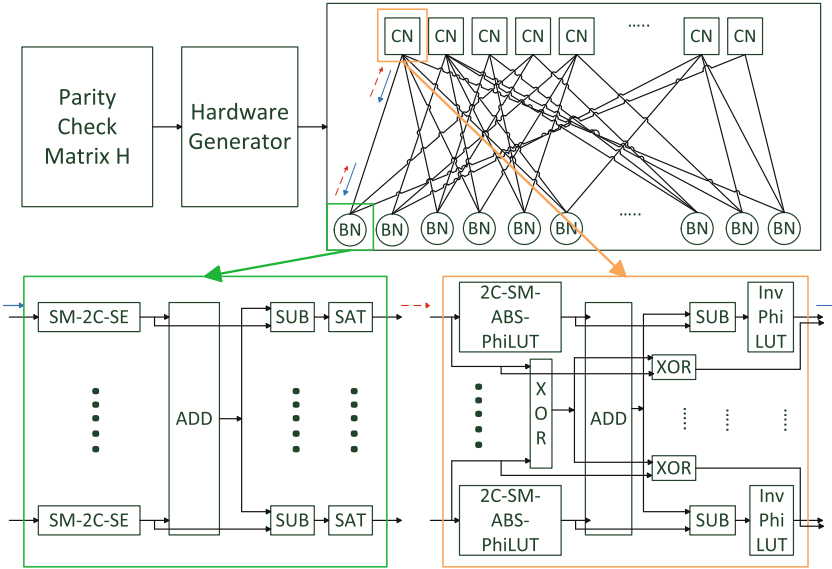 Parity
Check
Matrix H
Hardware
Generator
CN
CN
CN
CN
CN
.....
CN
CN
BN
BN
BN
BN
BN
BN
.....
BN
BN
BN
SM-2C-SE
ADD
SUB
SAT
SM-2C-SE
SUB
SAT
2C-SM-
ABS-
PhiLUT
X
O
R
ADD
SUB
Inv
Phi
LUT
XOR
XOR
2C-SM-
ABS-
PhiLUT
SUB
Inv
Phi
LUT